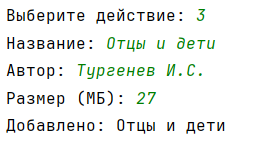 Выберите действие: 3
Название: Отцы и дети
Автор: Тургенев И.С.
Размер (МБ): 27
Добавлено: Отцы и дети